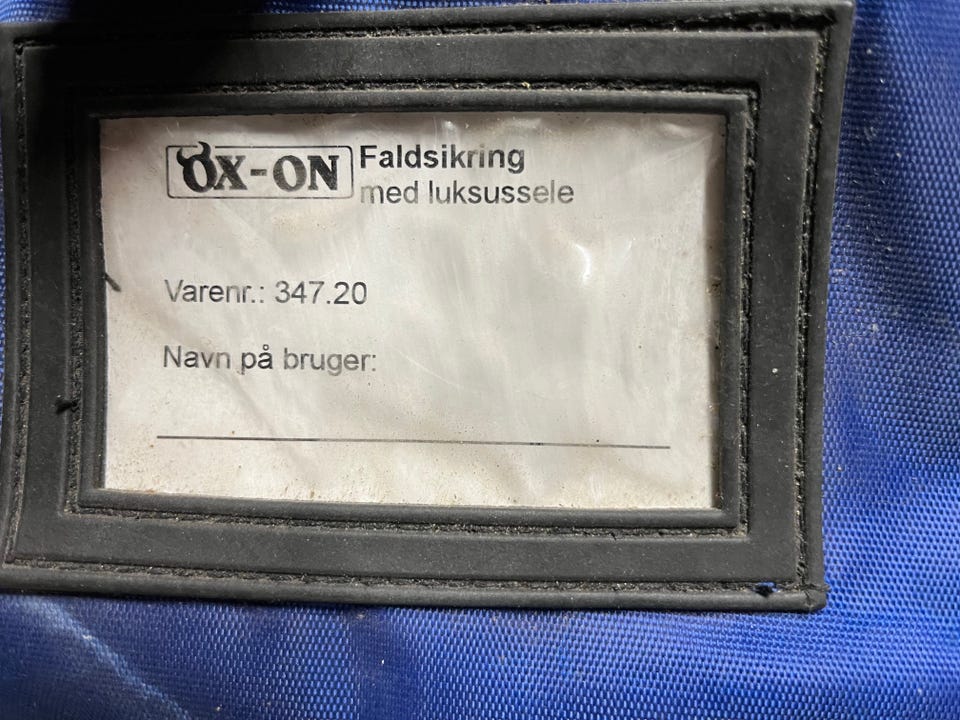 OX-ON Faldsikring
med luksussele
Varenr.: 347.20
Navn på bruger: